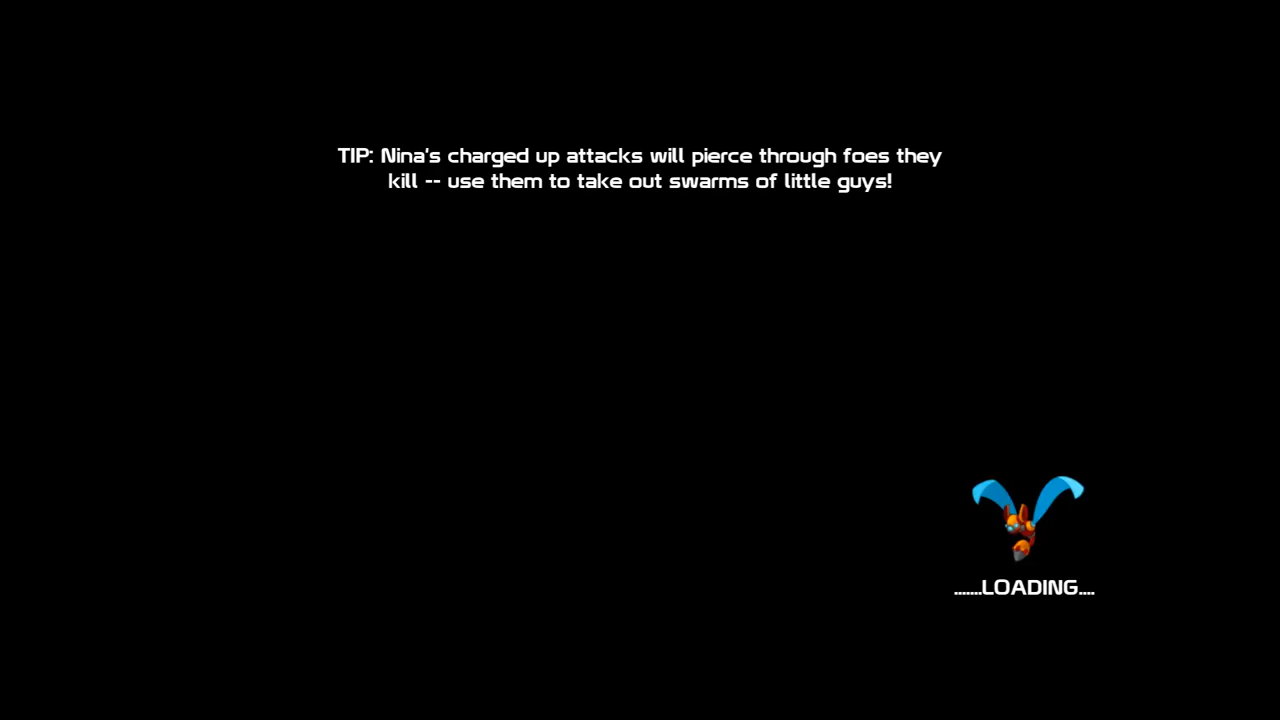 TIP: Nina's charged up attacks will pierce through foes they
kill -- use them to take out swarms of little guys!
.......LOADING....